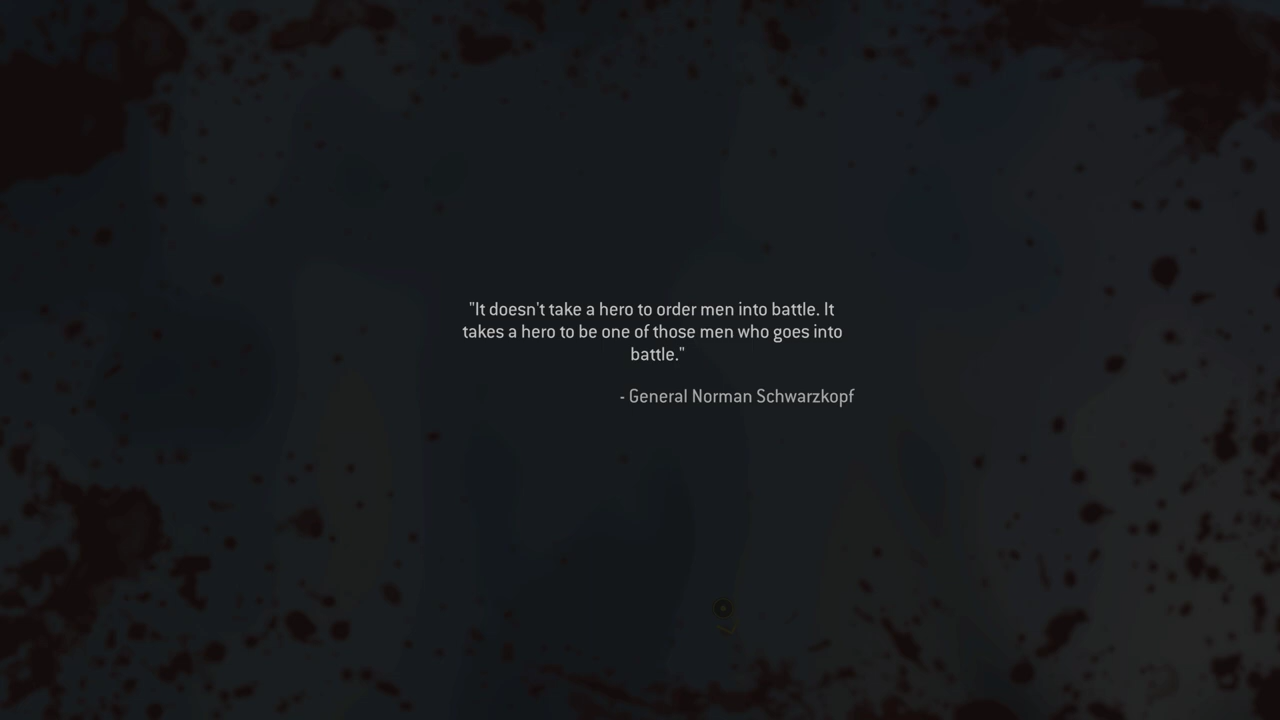 "It doesn't take a hero to order men into battle. It
takes a hero to be one of those men who goes into
battle."
- General Norman Schwarzkopf